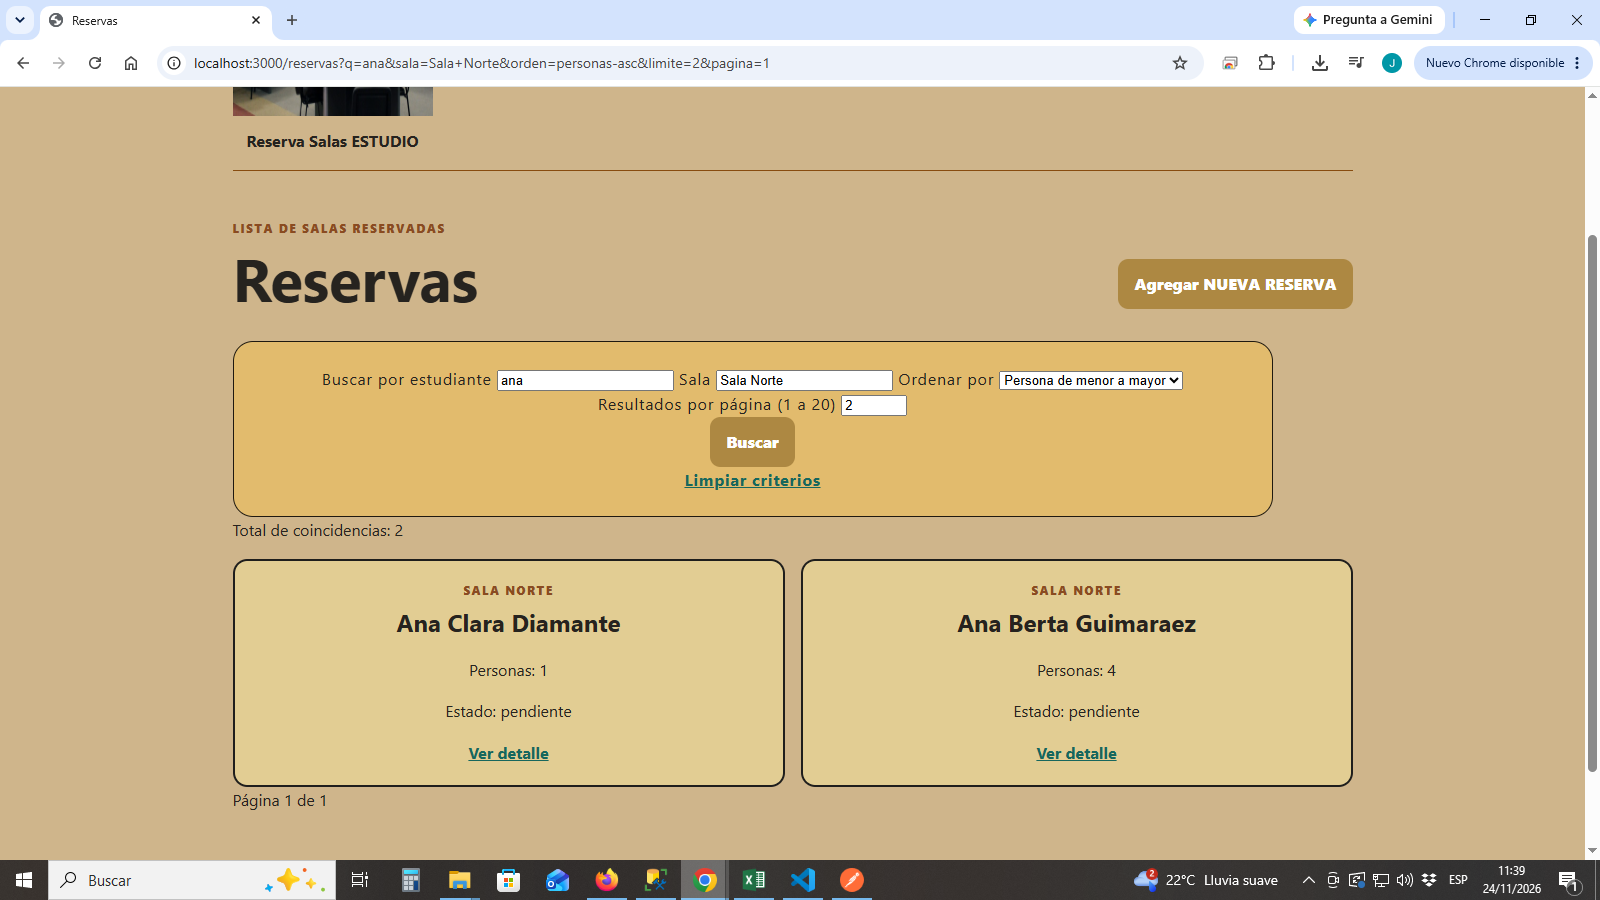 Reservas
Pregunta a Gemini
localhost:3000/reservas?q=ana&sala=Sala+Norte&orden=personas-asc&limite=2&pagina=1
J
Nuevo Chrome disponible
Reserva Salas ESTUDIO
LISTA DE SALAS RESERVADAS
Reservas
Agregar NUEVA RESERVA
Buscar por estudiante ana Sala Sala Norte Ordenar por Persona de menor a mayor
Resultados por página (1 a 20) 2
Buscar
Limpiar criterios
Total de coincidencias: 2
SALA NORTE
Ana Clara Diamante
Personas: 1
Estado: pendiente
Ver detalle
SALA NORTE
Ana Berta Guimaraez
Personas: 4
Estado: pendiente
Ver detalle
Página 1 de 1
Buscar
2
22°C Lluvia suave
ESP
11:39
24/11/2026
1